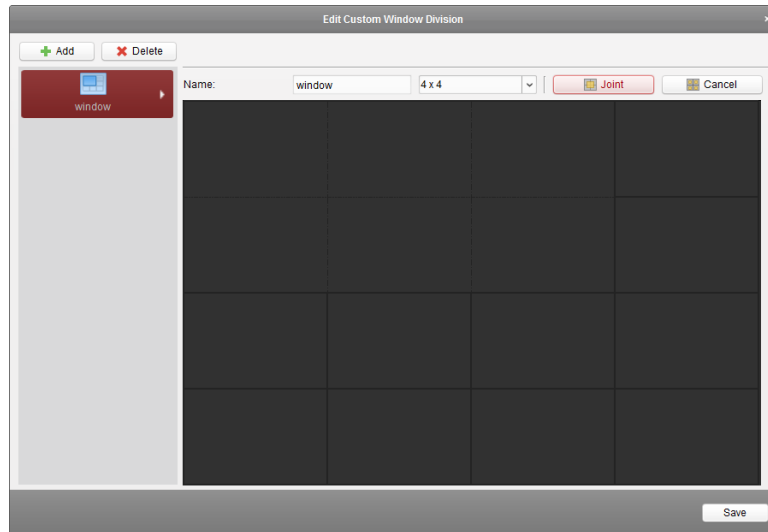 Edit Custom Window Division
Add Delete
window
Name: window 4 x 4 Joint Cancel
Save